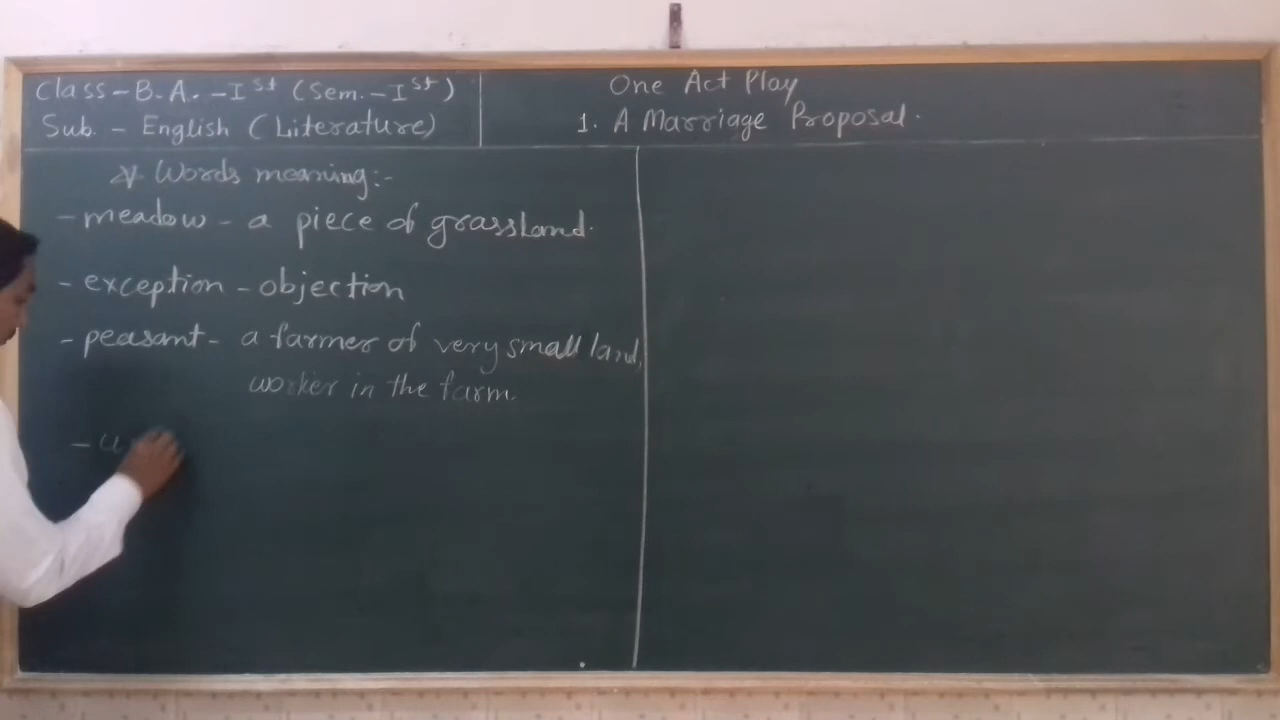 Class - B.A. - Ist (Sem. - Ist)
Sub. - English (Literature)
One Act Play
1. A Marriage Proposal.
Words meaning:-
- meadow - a piece of grassland.
- exception - objection
- peasant - a farmer of very small land,
worker in the farm.